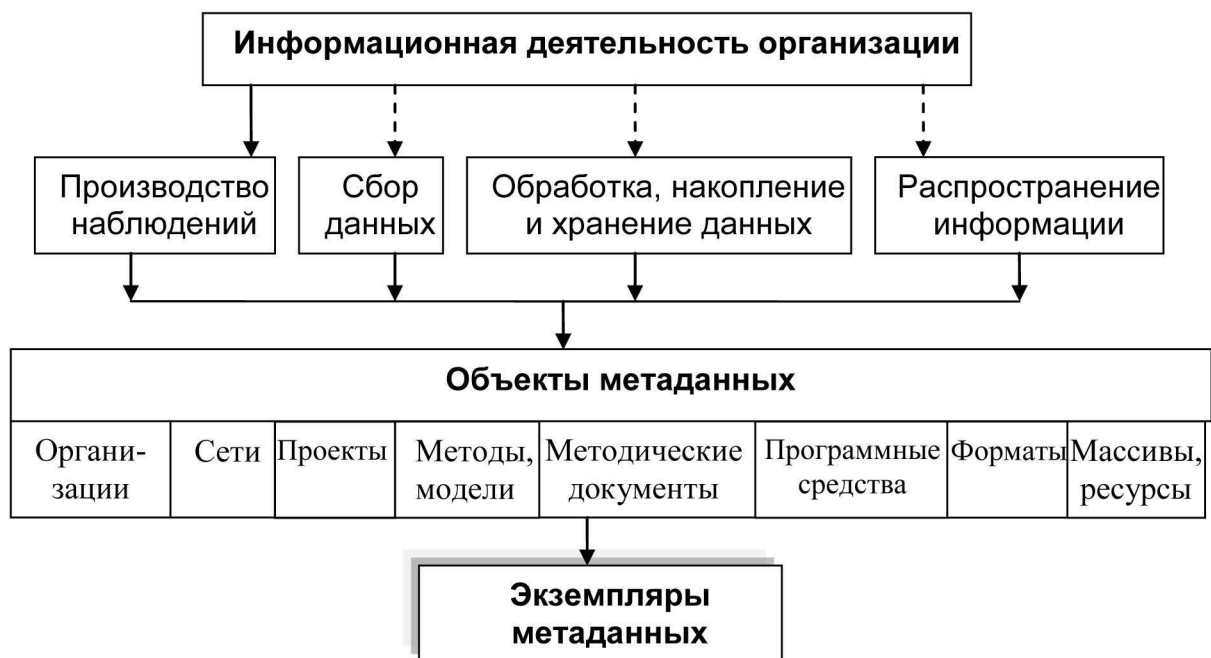 Информационная деятельность организации
Производство
наблюдений
Сбор
данных
Обработка, накопление
и хранение данных
Распространение
информации
Объекты метаданных
Органи-
зации
Сети
Проекты
Методы,
модели
Методические
документы
Программные
средства
Форматы
Массивы,
ресурсы
Экземпляры
метаданных